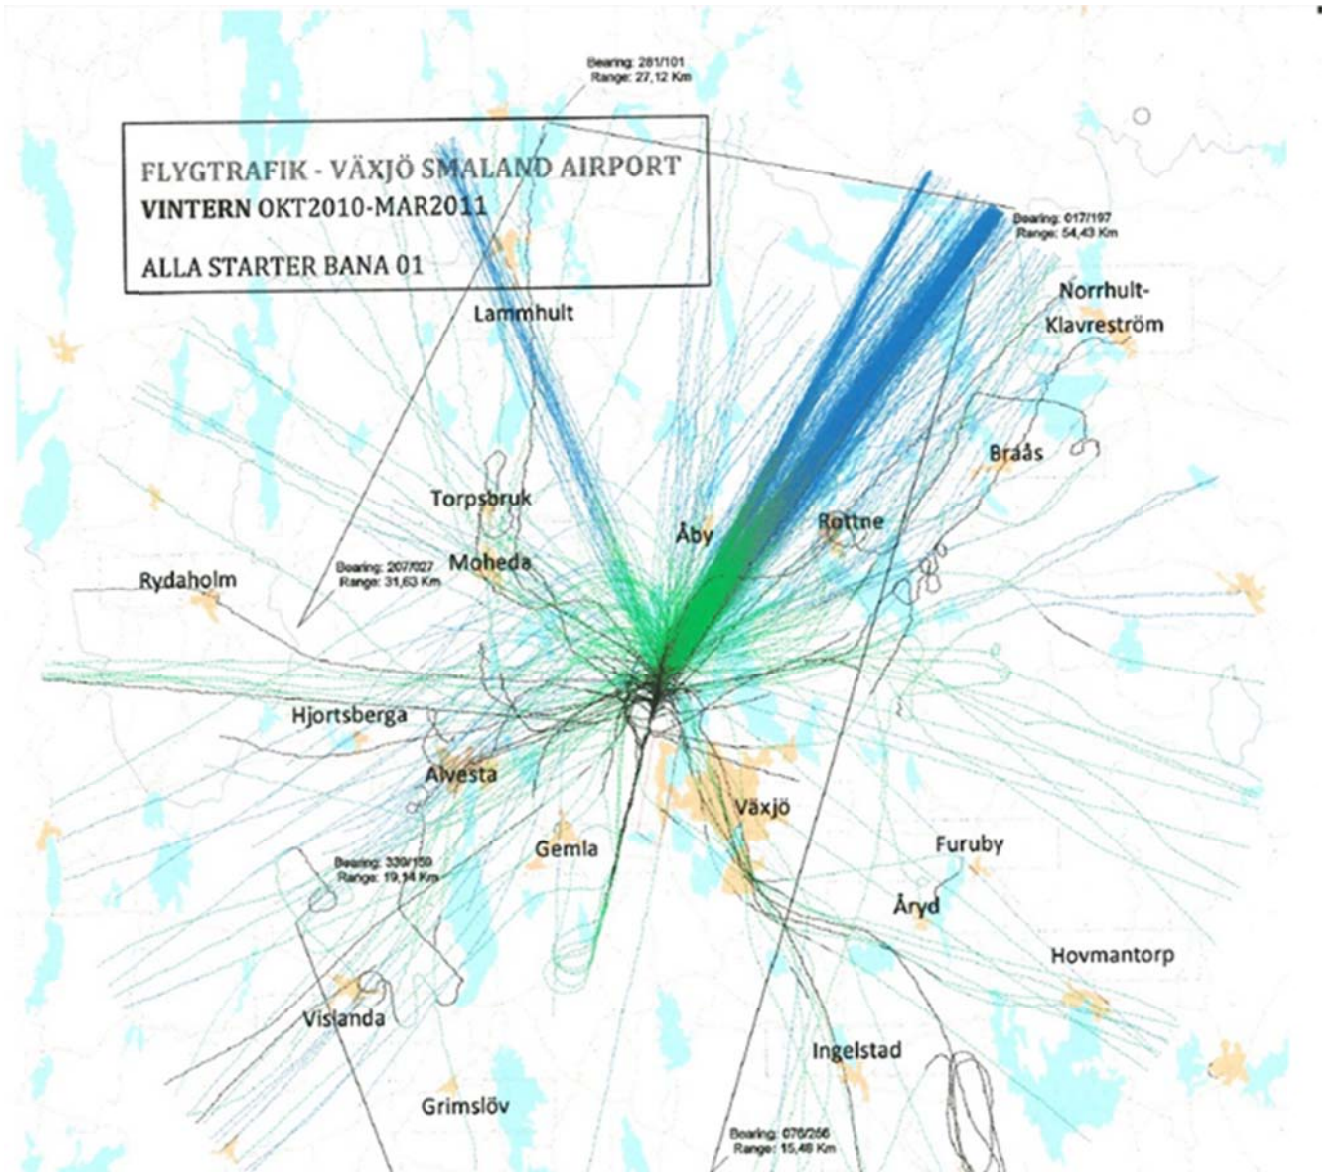 Bearing: 281/101
Range: 27,12 Km
FLYGTRAFIK - VÄXJÖ SMALAND AIRPORT
VINTERN OKT2010-MAR2011
ALLA STARTER BANA 01
Bearing: 017/197
Range: 54,43 Km
Norrhult-
Klavreström
Lammhult
Braås
Torpsbruk
Åby
Rottne
Moheda
Bearing: 207/027
Range: 31,63 Km
Rydaholm
Hjortsberga
Alvesta
Växjö
Gemla
Furuby
Bearing: 339/159
Range: 19,14 Km
Åryd
Hovmantorp
Vislanda
Ingelstad
Grimslöv
Bearing: 076/256
Range: 15,48 Km